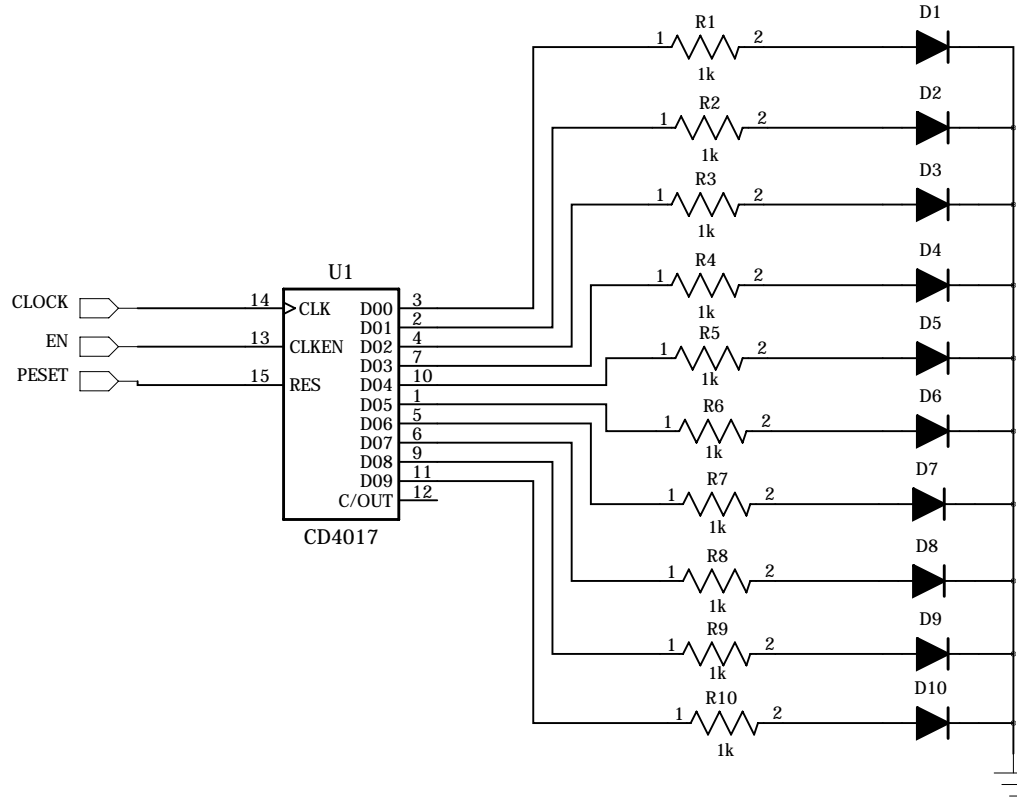 D1
R1
1 2
1k
D2
R2
1 2
1k
D3
R3
1 2
1k
D4
R4
1 2
1k
U1
CLOCK 14 CLK D00 3
D01 2
EN 13 CLKEN D02 4
D03 7
PESET 15 RES D04 10
D05 1
D06 5
D07 6
D08 9
D09 11
C/OUT 12
CD4017
D5
R5
1 2
1k
D6
R6
1 2
1k
D7
R7
1 2
1k
D8
R8
1 2
1k
D9
R9
1 2
1k
D10
R10
1 2
1k